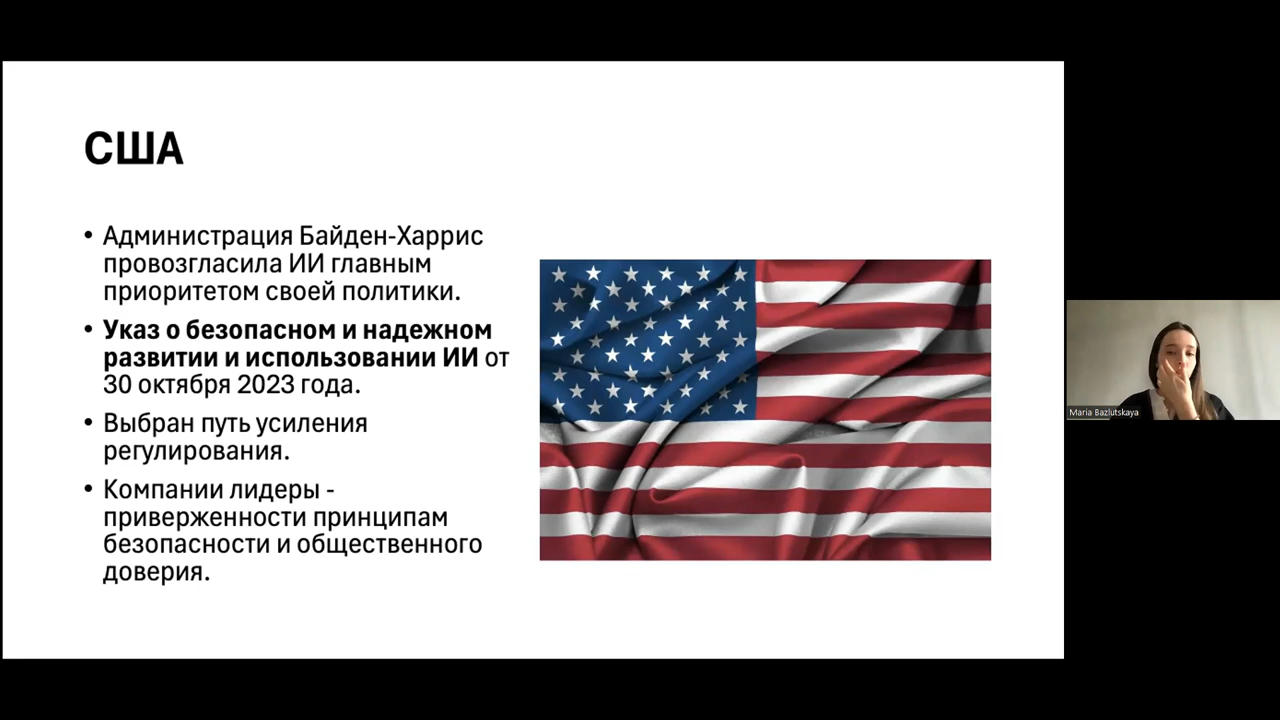 США
• Администрация Байден-Харрис
провозгласила ИИ главным
приоритетом своей политики.
• Указ о безопасном и надежном
развитии и использовании ИИ от
30 октября 2023 года.
• Выбран путь усиления
регулирования.
• Компании лидеры -
приверженности принципам
безопасности и общественного
доверия.
Maria Bazlutskaya